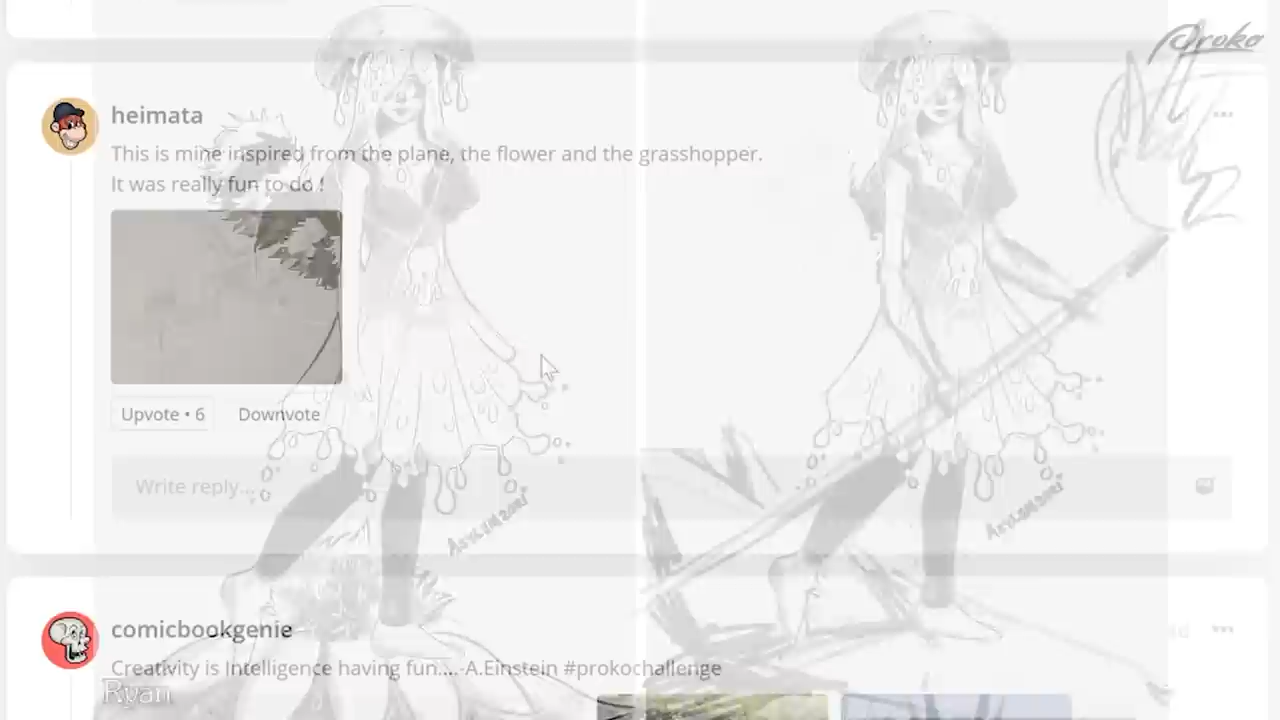 Proko
heimata
This is mine inspired from the plane, the flower and the grasshopper.
It was really fun to do !
Upvote • 6
Downvote
Write reply...
comicbookgenie
Creativity is Intelligence having fun....-A.Einstein #prokochallenge
Ryan